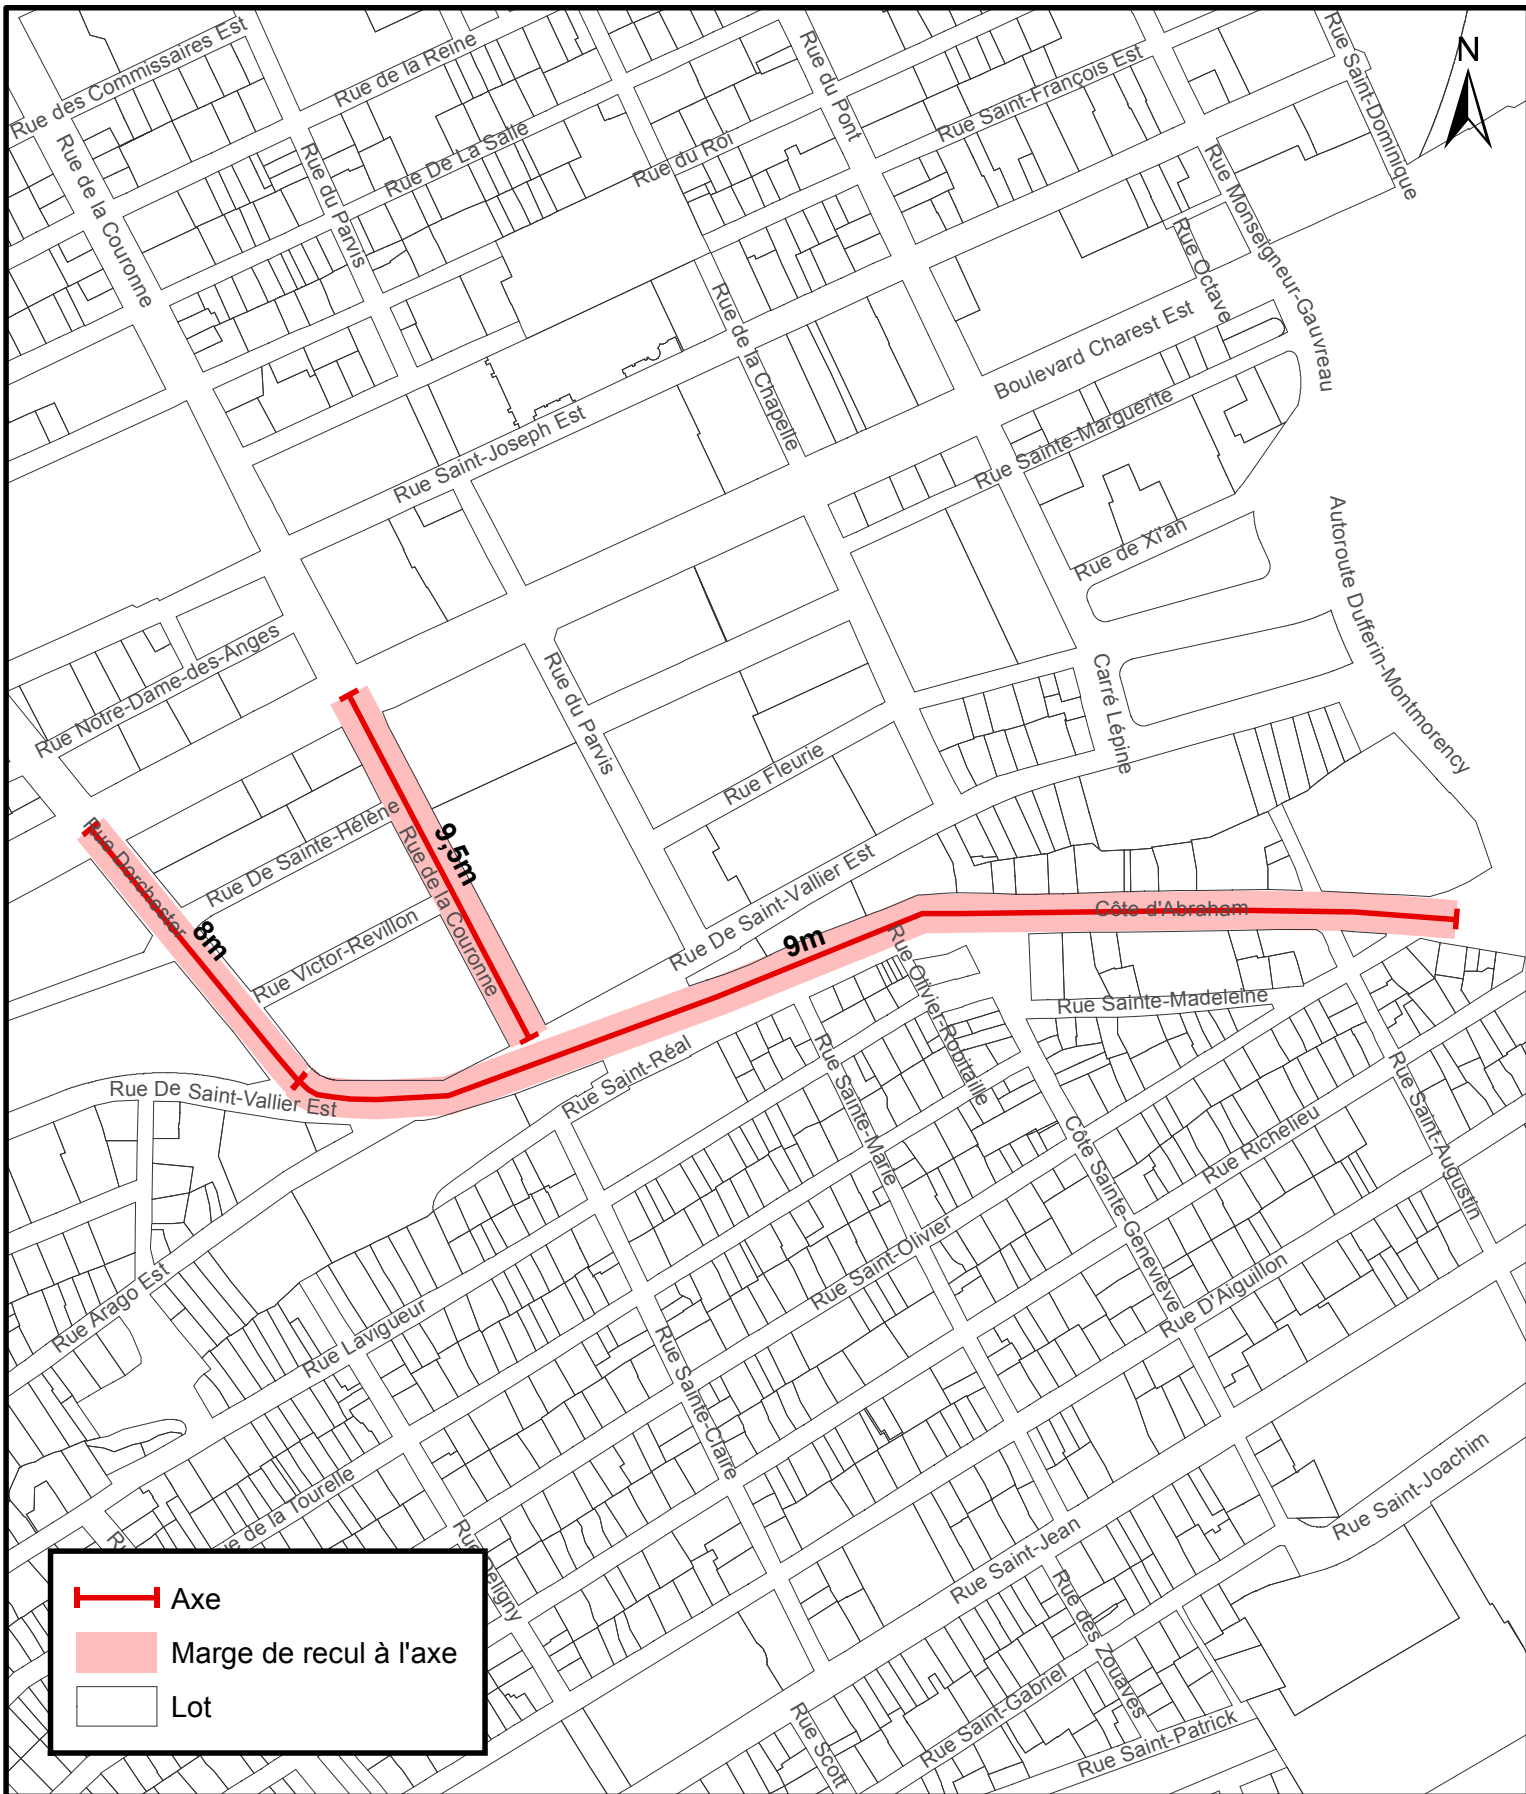 N
Rue des Commissaires Est
Rue de la Reine
Rue du Pont
Rue Saint-François Est
Rue Saint-Dominique
Rue de la Couronne
Rue du Parvis
Rue De La Salle
Rue du Roi
Rue Monseigneur-Gauvreau
Rue Octave
Rue de la Chapelle
Boulevard Charest Est
Rue Saint-Joseph Est
Rue Sainte-Marguerite
Rue de Xi'an
Autoroute Dufferin-Montmorency
Rue Notre-Dame-des-Anges
Rue du Parvis
Carré Lépine
Rue Fleurie
Rue Dorchester
8m
Rue De Sainte-Hélène
Rue de la Couronne
9,5m
Rue Victor-Revillon
Rue De Saint-Vallier Est
9m
Côte d'Abraham
Rue Olivier-Robitaille
Rue Sainte-Madeleine
Rue De Saint-Vallier Est
Rue Saint-Réal
Rue Sainte-Marie
Côte Sainte-Geneviève
Rue Richelieu
Rue Saint-Augustin
Rue Arago Est
Rue Lavigueur
Rue Saint-Olivier
Rue D'Aiguillon
Rue Sainte-Claire
Rue Saint-Joachim
de la Tourelle
Rue Saint-Jean
Rue des Zouaves
Rue Saint-Gabriel
Rue Scott
Rue Saint-Patrick
Axe
Marge de recul à l'axe
Lot